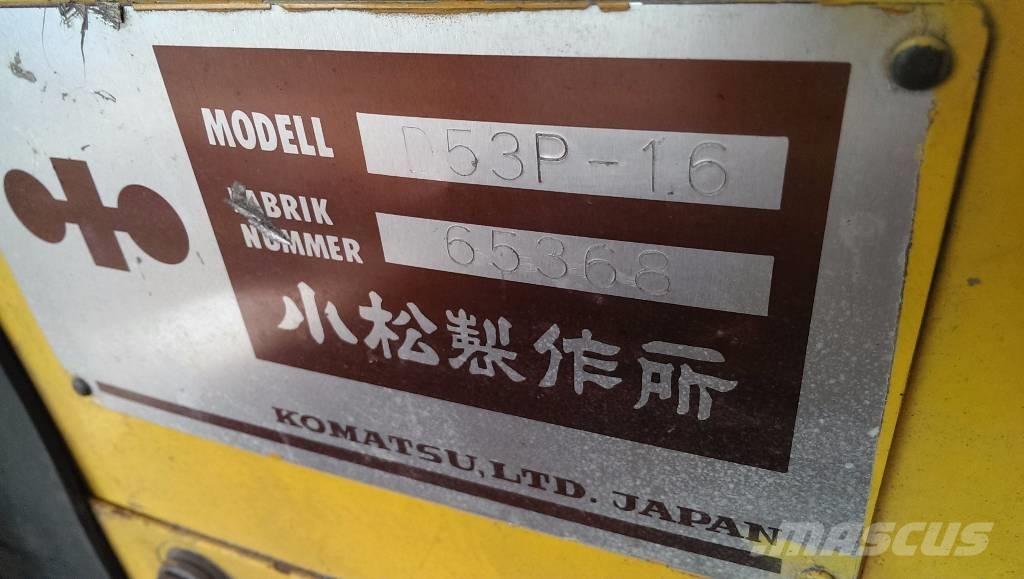 MODELL D53P-16
FABRIK
NUMMER 65368
小松製作所
KOMATSU, LTD. JAPAN
MASCUS